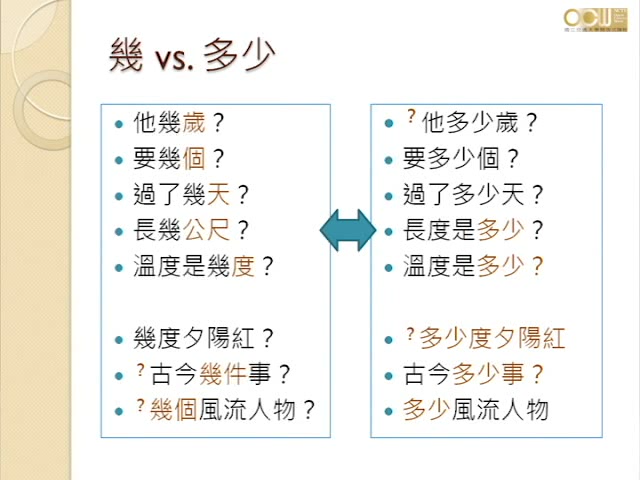 幾 vs. 多少
他幾歲？
要幾個？
過了幾天？
長幾公尺？
溫度是幾度？
幾度夕陽紅？
?古今幾件事？
?幾個風流人物？
?他多少歲？
要多少個？
過了多少天？
長度是多少？
溫度是多少？
?多少度夕陽紅
古今多少事？
多少風流人物
OCW